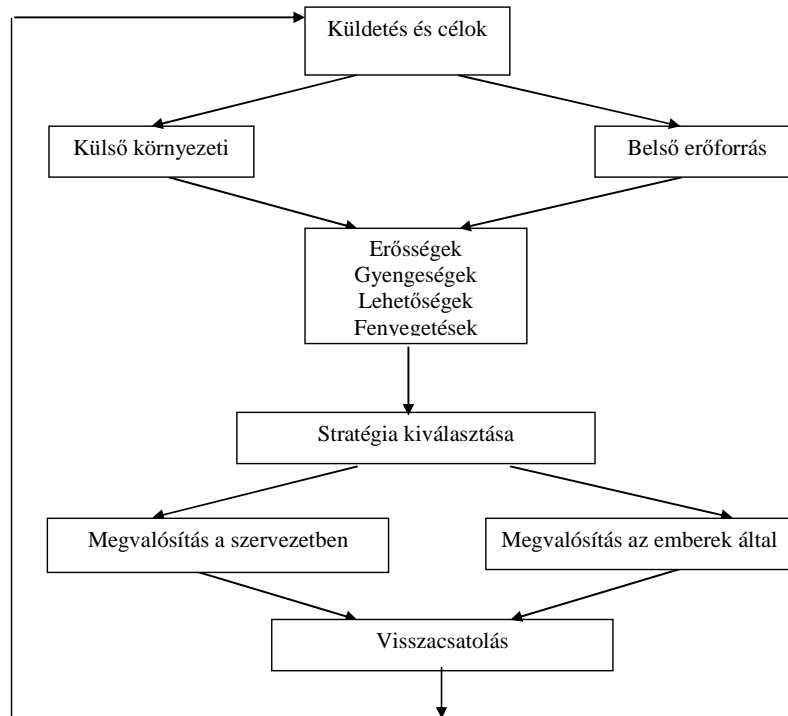 Küldetés és célok
Külső környezeti
Belső erőforrás
Erősségek
Gyengeségek
Lehetőségek
Fenyegetések
Stratégia kiválasztása
Megvalósítás a szervezetben
Megvalósítás az emberek által
Visszacsatolás